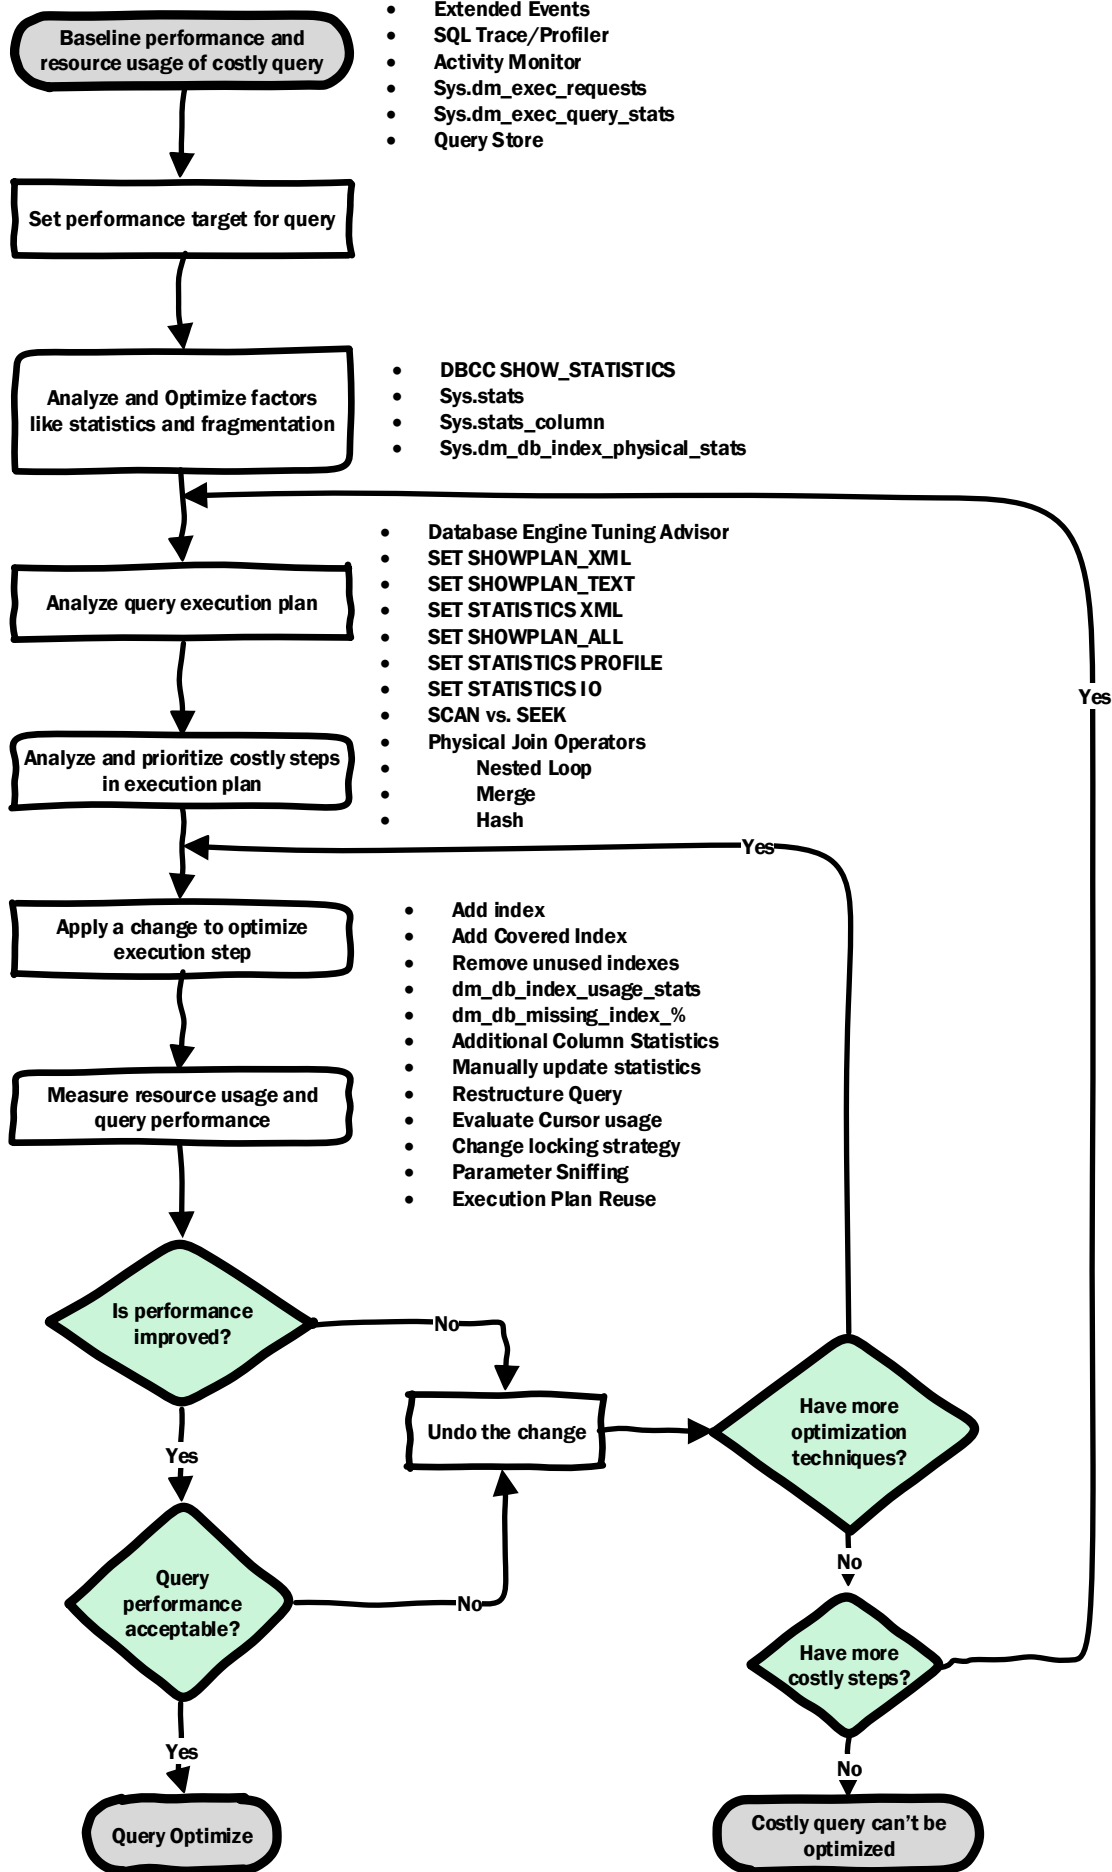 Baseline performance and
resource usage of costly query
• Extended Events
• SQL Trace/Profiler
• Activity Monitor
• Sys.dm_exec_requests
• Sys.dm_exec_query_stats
• Query Store
Set performance target for query
Analyze and Optimize factors
like statistics and fragmentation
• DBCC SHOW_STATISTICS
• Sys.stats
• Sys.stats_column
• Sys.dm_db_index_physical_stats
Analyze query execution plan
• Database Engine Tuning Advisor
• SET SHOWPLAN_XML
• SET SHOWPLAN_TEXT
• SET STATISTICS XML
• SET SHOWPLAN_ALL
• SET STATISTICS PROFILE
• SET STATISTICS IO
• SCAN vs. SEEK
• Physical Join Operators
• Nested Loop
• Merge
• Hash
Yes
Analyze and prioritize costly steps
in execution plan
Yes
Apply a change to optimize
execution step
• Add index
• Add Covered Index
• Remove unused indexes
• dm_db_index_usage_stats
• dm_db_missing_index_%
• Additional Column Statistics
• Manually update statistics
• Restructure Query
• Evaluate Cursor usage
• Change locking strategy
• Parameter Sniffing
• Execution Plan Reuse
Measure resource usage and
query performance
Is performance
improved?
No
Undo the change
Have more
optimization
techniques?
Yes
Query
performance
acceptable?
No
No
Have more
costly steps?
Yes
No
Query Optimize
Costly query can't be
optimized